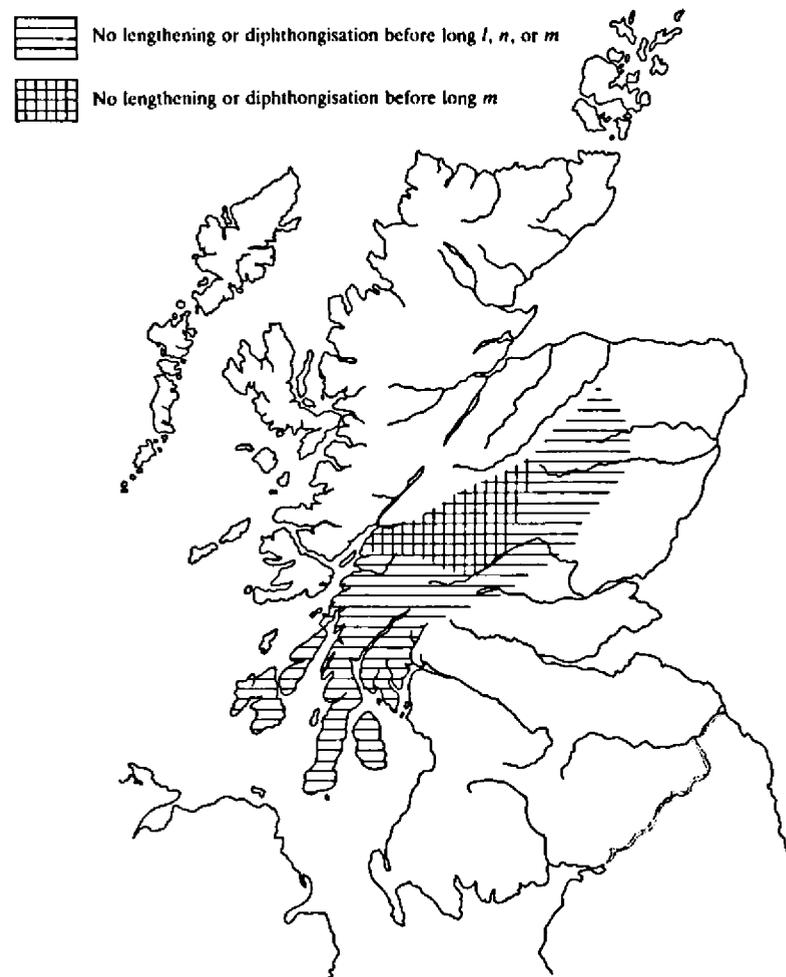 No lengthening or diphthongisation before long l, n, or m
No lengthening or diphthongisation before long m